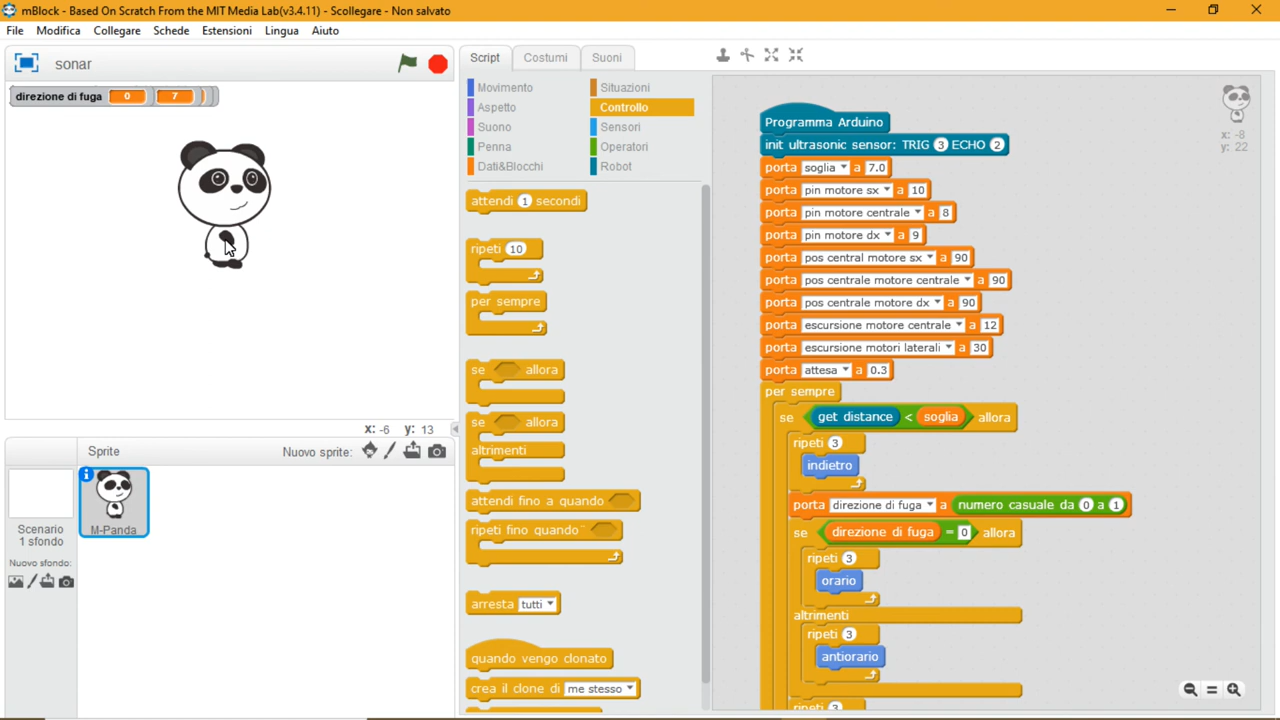 mBlock - Based On Scratch From the MIT Media Lab(v3.4.11) - Scollegare - Non salvato
File Modifica Collegare Schede Estensioni Lingua Aiuto
sonar
direzione di fuga 0 7
x: -6 y: 13
Sprite Nuovo sprite:
Scenario
1 sfondo
Nuovo sfondo:
M-Panda
Script Costumi Suoni
Movimento Situazioni
Aspetto Controllo
Suono Sensori
Penna Operatori
Dati&Blocchi Robot
attendi 1 secondi
ripeti 10
per sempre
se allora
se allora
altrimenti
attendi fino a quando
ripeti fino quando~
arresta tutti
quando vengo clonato
crea il clone di me stesso
x: -8
y: 22
Programma Arduino
init ultrasonic sensor: TRIG 3 ECHO 2
porta soglia a 7.0
porta pin motore sx a 10
porta pin motore centrale a 8
porta pin motore dx a 9
porta pos central motore sx a 90
porta pos centrale motore centrale a 90
porta pos centrale motore dx a 90
porta escursione motore centrale a 12
porta escursione motori laterali a 30
porta attesa a 0.3
per sempre
se get distance < soglia allora
ripeti 3
indietro
porta direzione di fuga a numero casuale da 0 a 1
se direzione di fuga = 0 allora
ripeti 3
orario
altrimenti
ripeti 3
antiorario
ripeti 3